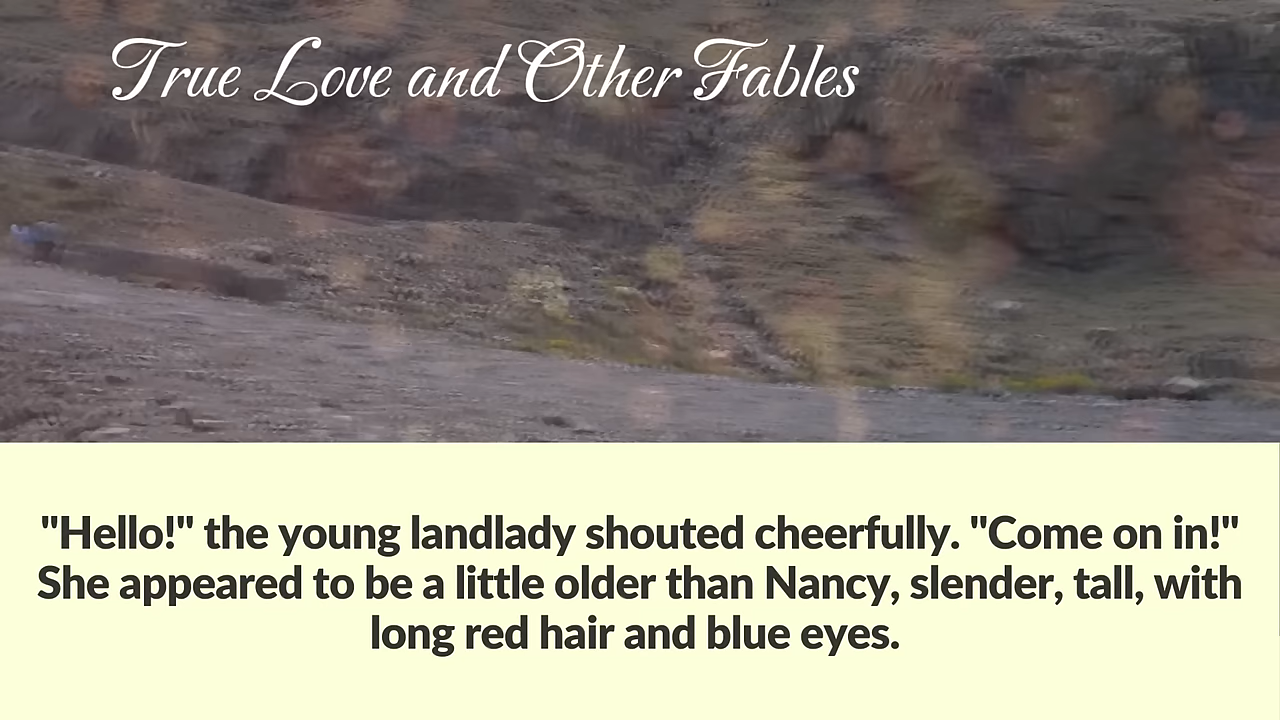 True Love and Other Fables
"Hello!" the young landlady shouted cheerfully. "Come on in!"
She appeared to be a little older than Nancy, slender, tall, with
long red hair and blue eyes.